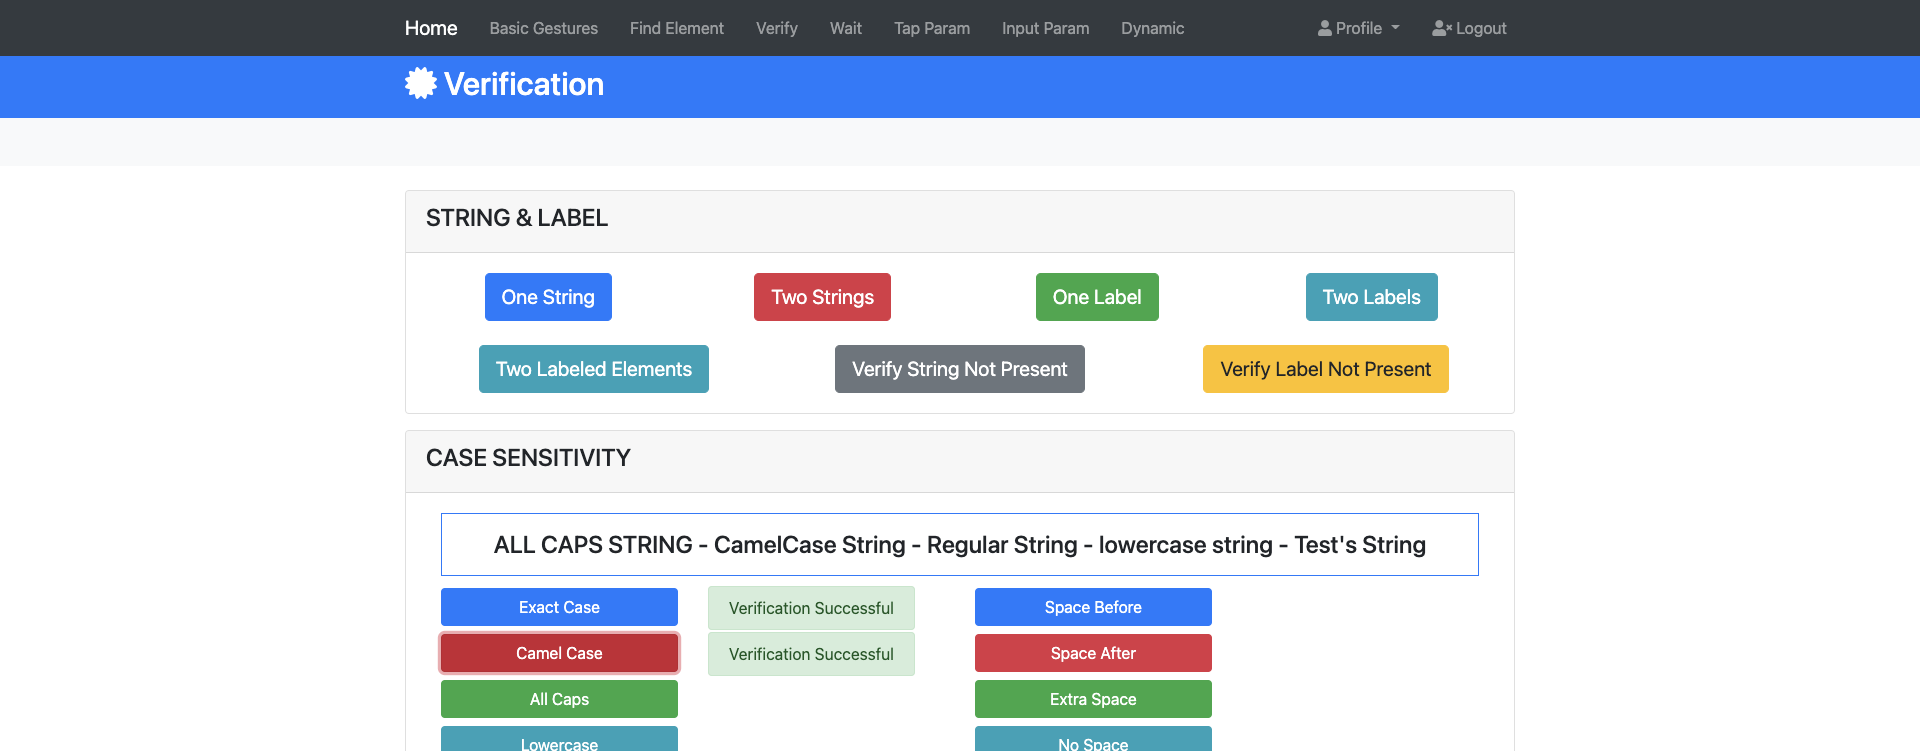 Home Basic Gestures Find Element Verify Wait Tap Param Input Param Dynamic Profile Logout
Verification
STRING & LABEL
One String Two Strings One Label Two Labels
Two Labeled Elements Verify String Not Present Verify Label Not Present
CASE SENSITIVITY
ALL CAPS STRING - CamelCase String - Regular String - lowercase string - Test's String
Exact Case Verification Successful Space Before
Camel Case Verification Successful Space After
All Caps Extra Space
Lowercase No Space